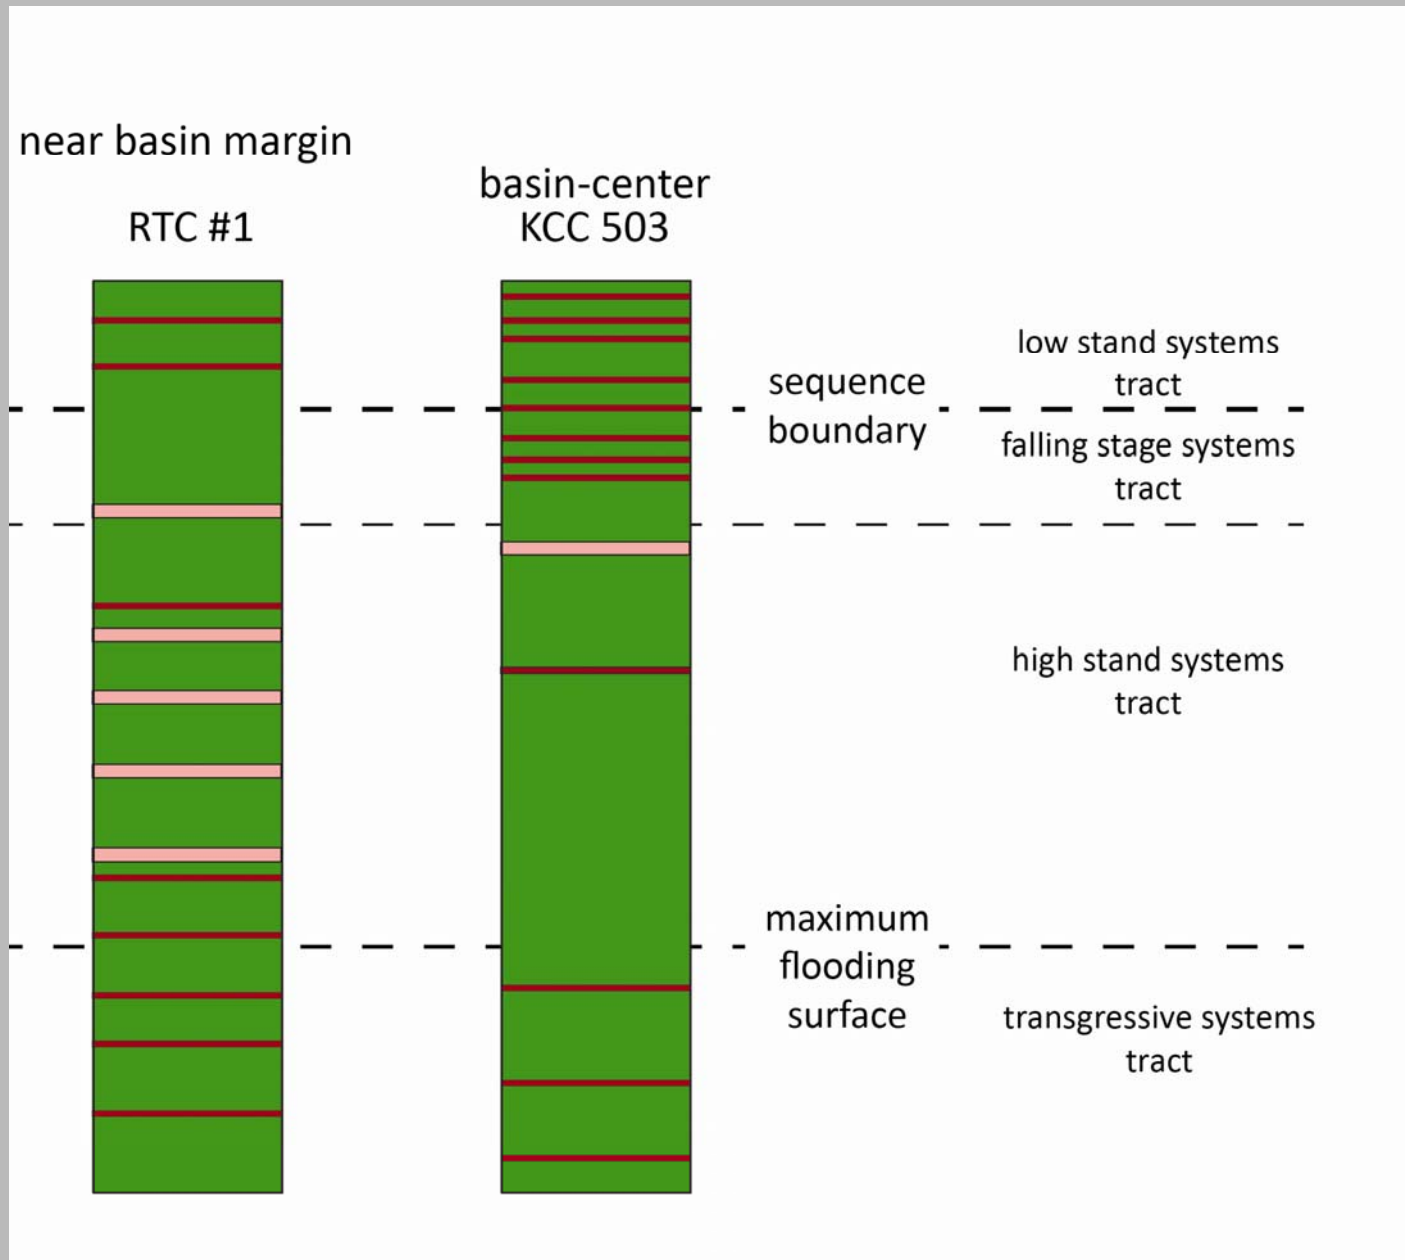 near basin margin
RTC #1
basin-center
KCC 503
sequence
boundary
low stand systems
tract
falling stage systems
tract
high stand systems
tract
maximum
flooding
surface
transgressive systems
tract